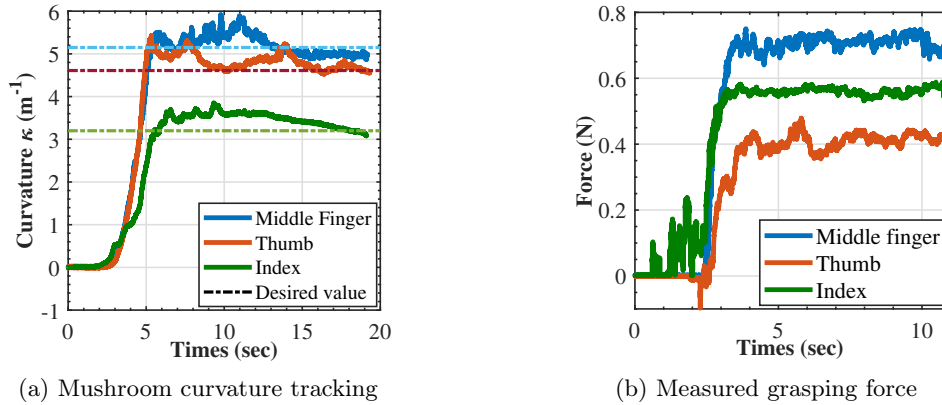 6
5
4
3
2
1
0
-1
Curvature κ (m⁻¹)
Middle Finger
Thumb
Index
Desired value
0 5 10 15 20
Times (sec)
(a) Mushroom curvature tracking
0.8
0.6
0.4
0.2
0
Force (N)
Middle finger
Thumb
Index
0 5 10
Times (sec)
(b) Measured grasping force